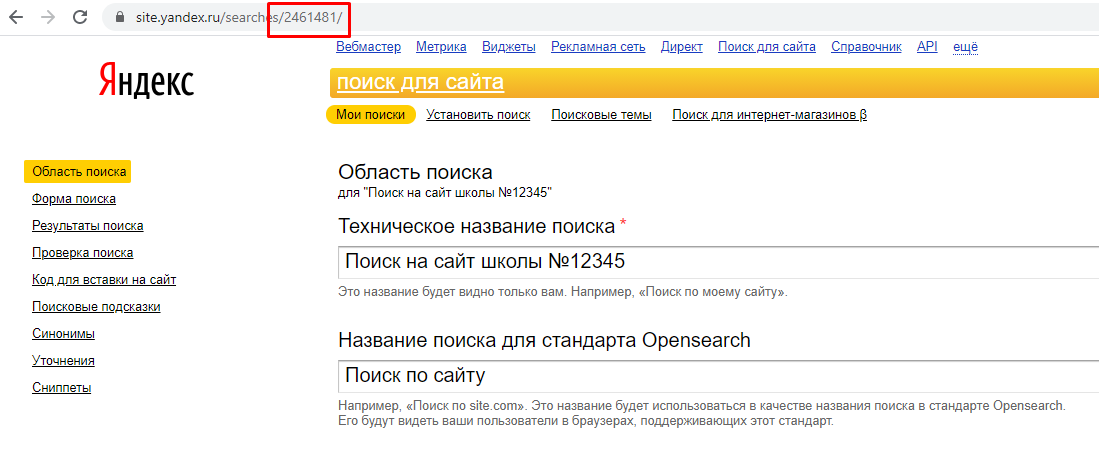 site.yandex.ru/searches/2461481/
Вебмастер Метрика Виджеты Рекламная сеть Директ Поиск для сайта Справочник API ещё
Яндекс
поиск для сайта
Мои поиски Установить поиск Поисковые темы Поиск для интернет-магазинов β
Область поиска
Форма поиска
Результаты поиска
Проверка поиска
Код для вставки на сайт
Поисковые подсказки
Синонимы
Уточнения
Сниппеты
Область поиска
для "Поиск на сайт школы №12345"
Техническое название поиска *
Поиск на сайт школы №12345
Это название будет видно только вам. Например, «Поиск по моему сайту».
Название поиска для стандарта Opensearch
Поиск по сайту
Например, «Поиск по site.com». Это название будет использоваться в качестве названия поиска в стандарте Opensearch.
Его будут видеть ваши пользователи в браузерах, поддерживающих этот стандарт.